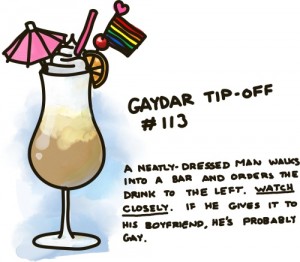 GAYDAR TIP-OFF
#113
A NEATLY-DRESSED MAN WALKS
INTO A BAR AND ORDERS THE
DRINK TO THE LEFT. WATCH
CLOSELY. IF HE GIVES IT TO
HIS BOYFRIEND, HE'S PROBABLY
GAY.